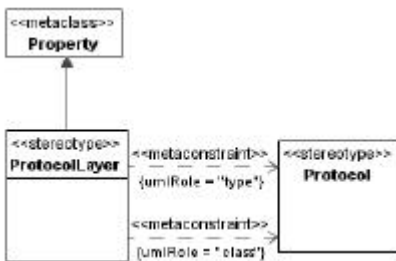 <<metaclass>>
Property
<<stereotype>>
ProtocolLayer
<<metaconstraint>>
{umlRole = "type"}
<<stereotype>>
Protocol
<<metaconstraint>>
{umlRole = "class"}